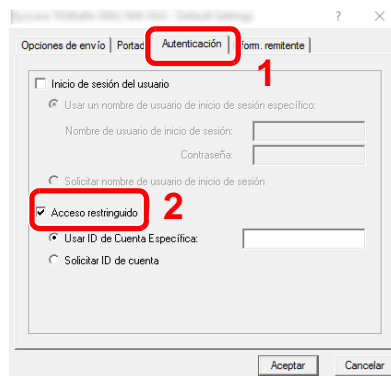 ? ×
Opciones de envío Portad Autenticación form. remitente
1
Inicio de sesión del usuario
Usar un nombre de usuario de inicio de sesión específico:
Nombre de usuario de inicio de sesión:
Contraseña:
Solicitar nombre de usuario de inicio de sesión
Acceso restringido 2
Usar ID de Cuenta Específica:
Solicitar ID de cuenta
Aceptar Cancelar